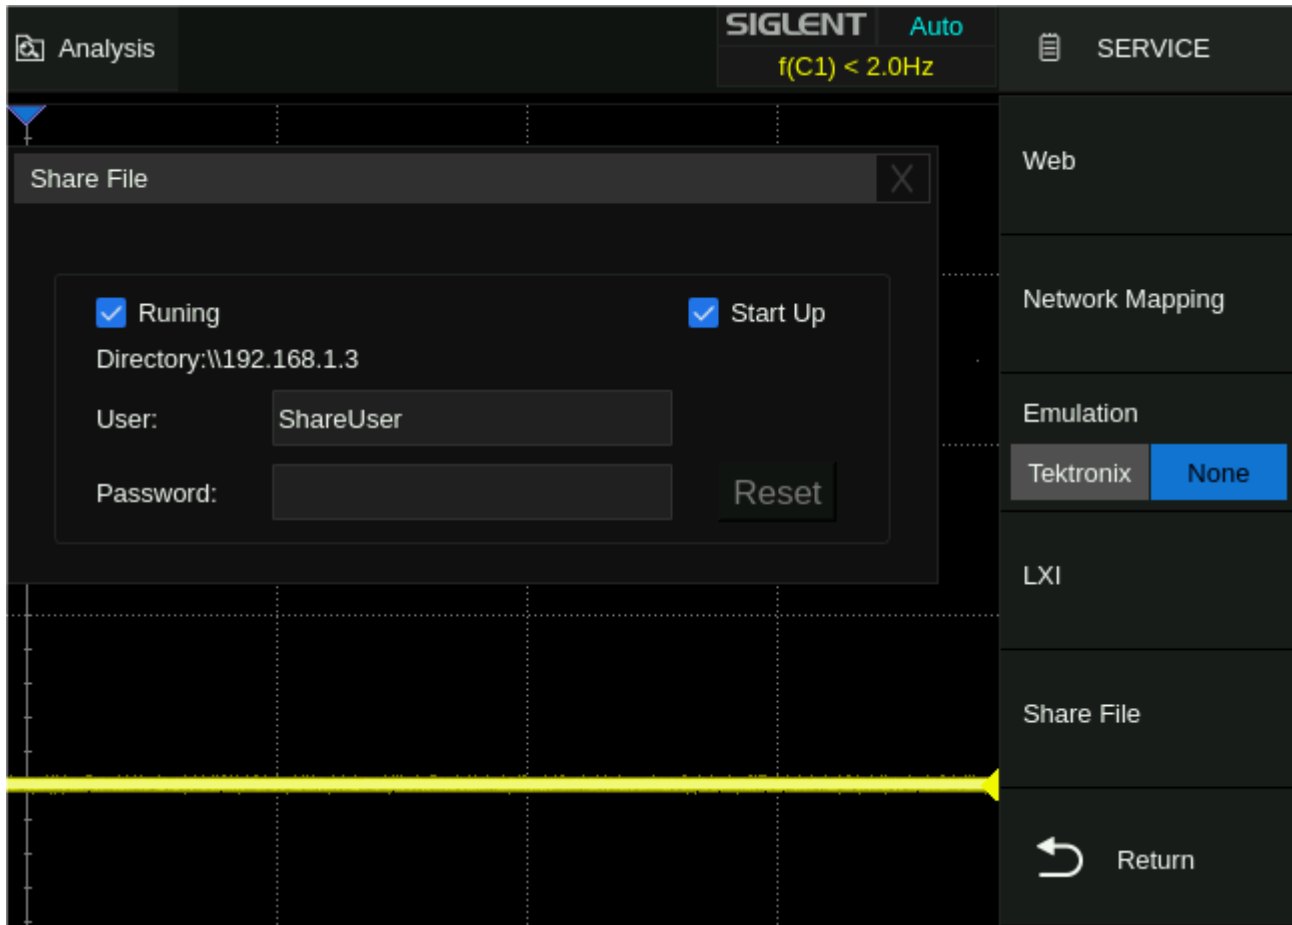 Analysis
SIGLENT Auto
f(C1) < 2.0Hz
SERVICE
Share File X
Runing Start Up
Directory:\\192.168.1.3
User: ShareUser
Password: Reset
Web
Network Mapping
Emulation
Tektronix None
LXI
Share File
Return